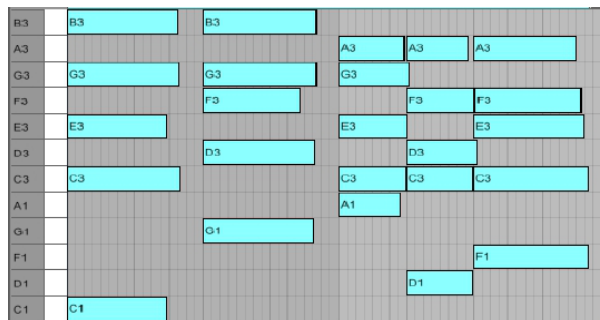 B3 B3 B3
A3 A3 A3 A3
G3 G3 G3 G3
F3 F3 F3 F3
E3 E3 E3 E3
D3 D3 D3
C3 C3 C3 C3 C3
A1 A1
G1 G1
F1 F1
D1 D1
C1 C1